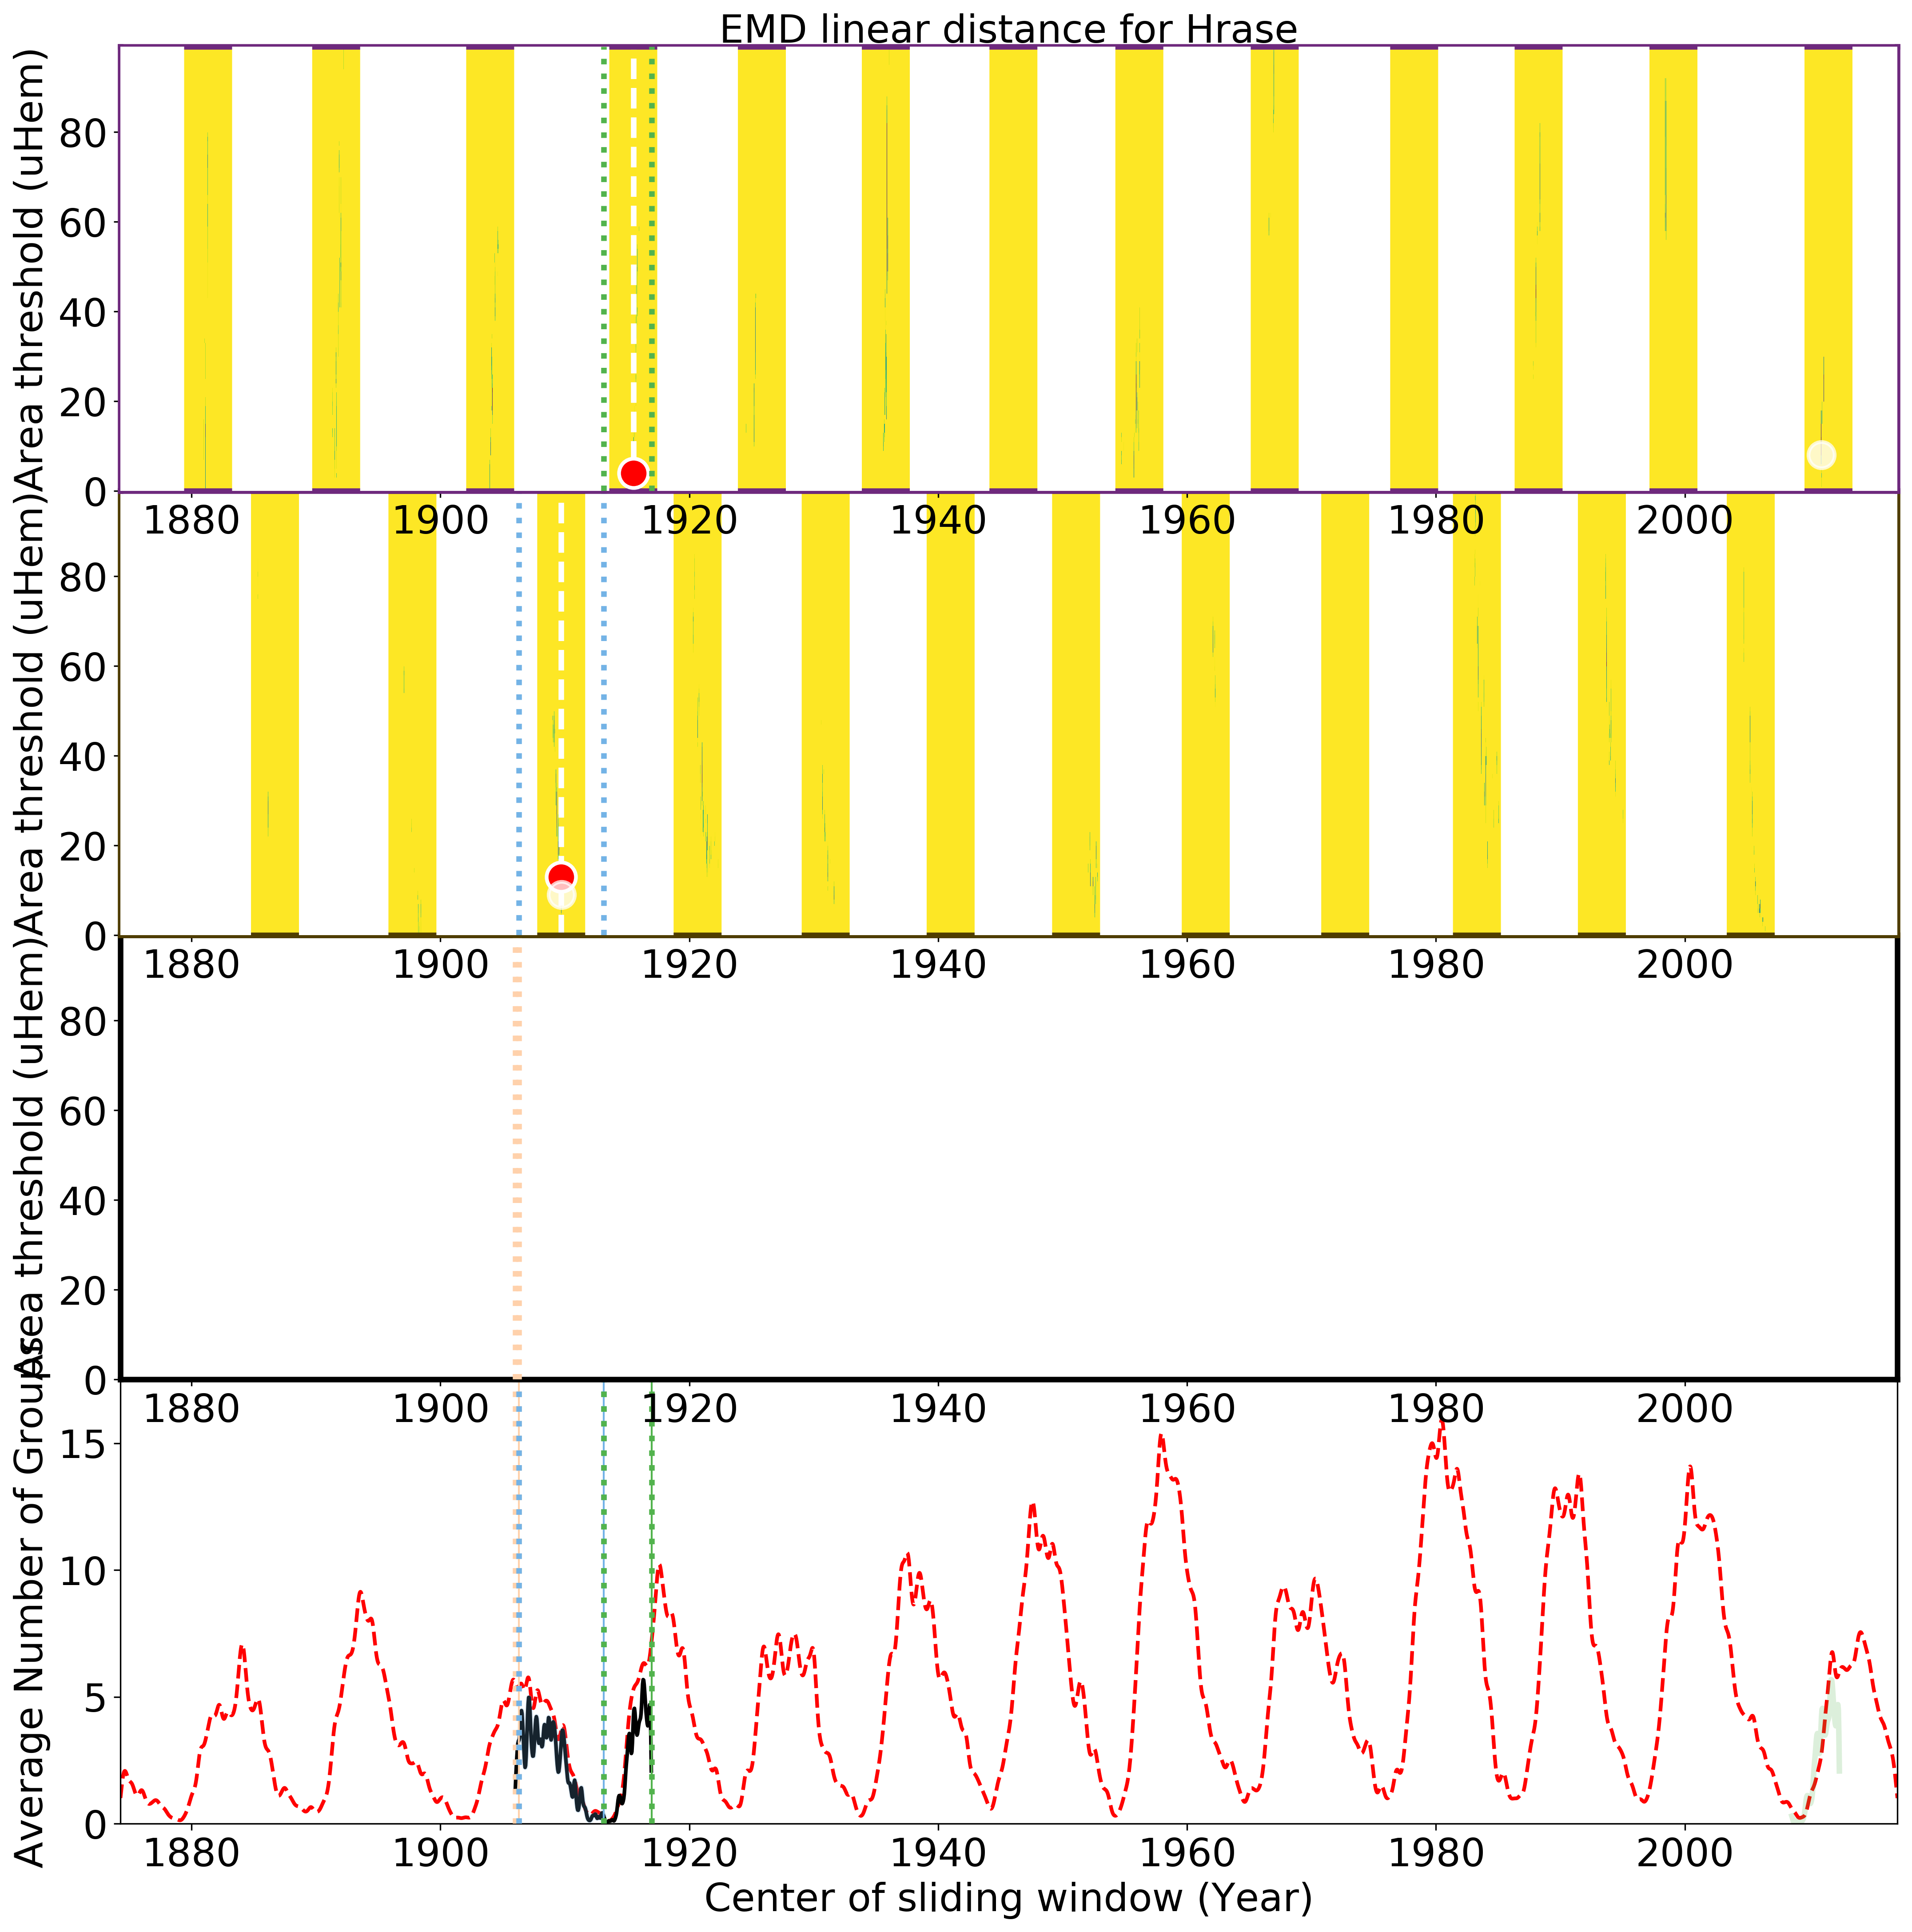 EMD linear distance for Hrase
Area threshold (uHem)
80
60
40
20
0
1880 1900 1920 1940 1960 1980 2000
Area threshold (uHem)
80
60
40
20
0
1880 1900 1920 1940 1960 1980 2000
Area threshold (uHem)
80
60
40
20
0
1880 1900 1920 1940 1960 1980 2000
Average Number of Groups
15
10
5
0
1880 1900 1920 1940 1960 1980 2000
Center of sliding window (Year)